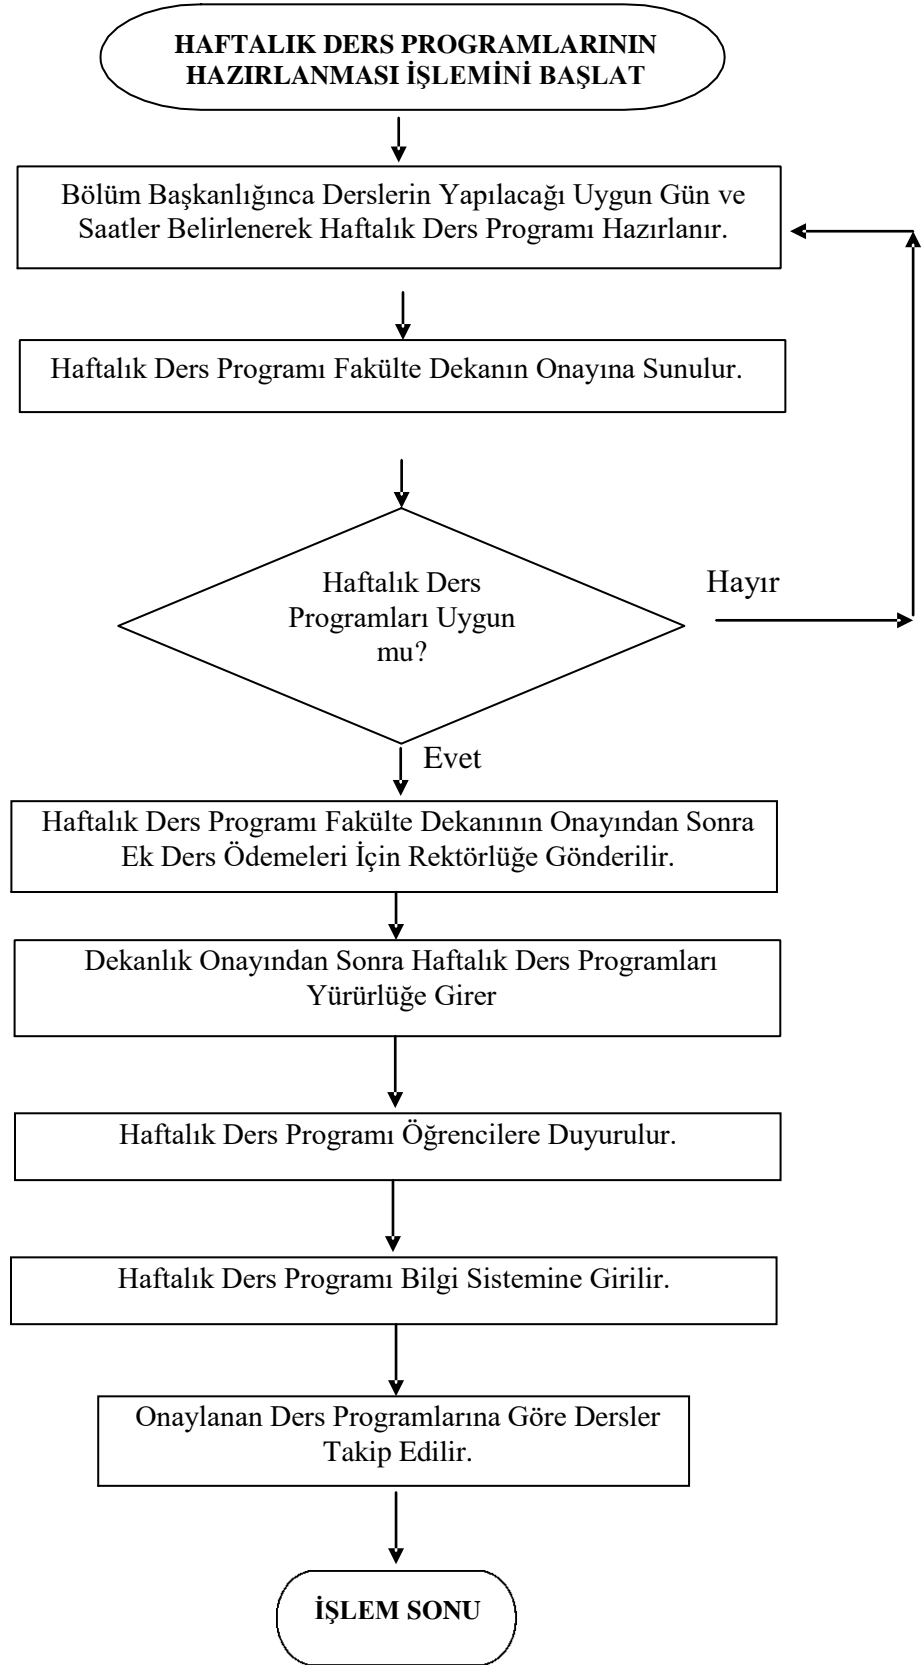 HAFTALIK DERS PROGRAMLARININ
HAZIRLANMASI İŞLEMİNİ BAŞLAT
Bölüm Başkanlığınca Derslerin Yapılacağı Uygun Gün ve
Saatler Belirlenerek Haftalık Ders Programı Hazırlanır.
Haftalık Ders Programı Fakülte Dekanın Onayına Sunulur.
Haftalık Ders
Programları Uygun
mu?
Hayır
Evet
Haftalık Ders Programı Fakülte Dekanının Onayından Sonra
Ek Ders Ödemeleri İçin Rektörlüğe Gönderilir.
Dekanlık Onayından Sonra Haftalık Ders Programları
Yürürlüğe Girer
Haftalık Ders Programı Öğrencilere Duyurulur.
Haftalık Ders Programı Bilgi Sistemine Girilir.
Onaylanan Ders Programlarına Göre Dersler
Takip Edilir.
İŞLEM SONU